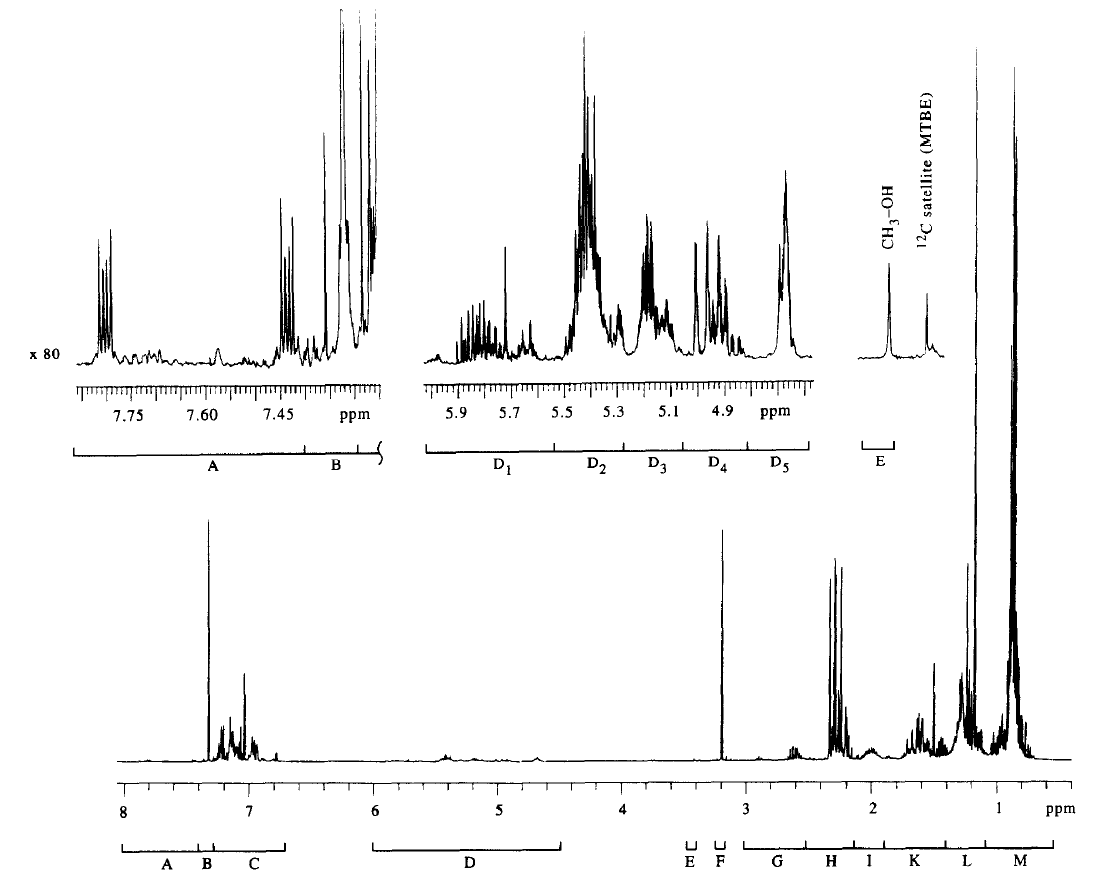 CH3-OH
12C satellite (MTBE)
x 80
7.75 7.60 7.45 ppm
5.9 5.7 5.5 5.3 5.1 4.9 ppm
A B
D1 D2 D3 D4 D5
E
8 7 6 5 4 3 2 1 ppm
A B C D E F G H I K L M